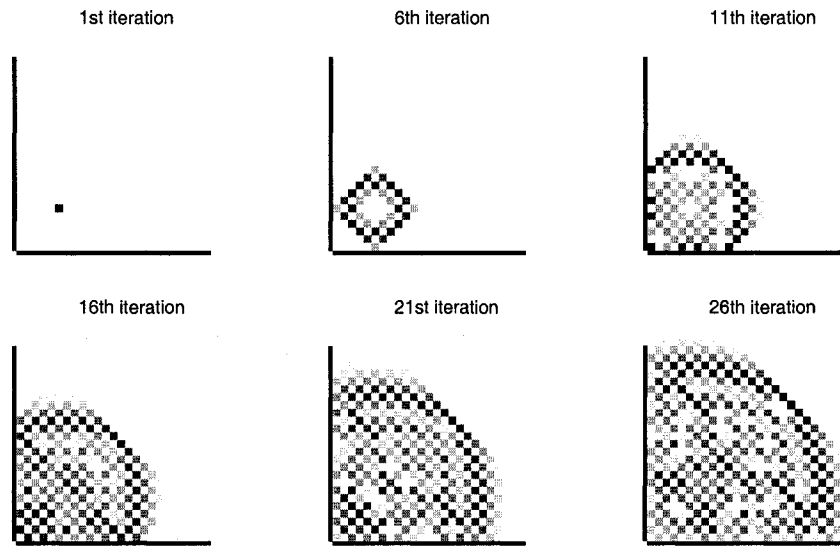 1st iteration
6th iteration
11th iteration
16th iteration
21st iteration
26th iteration